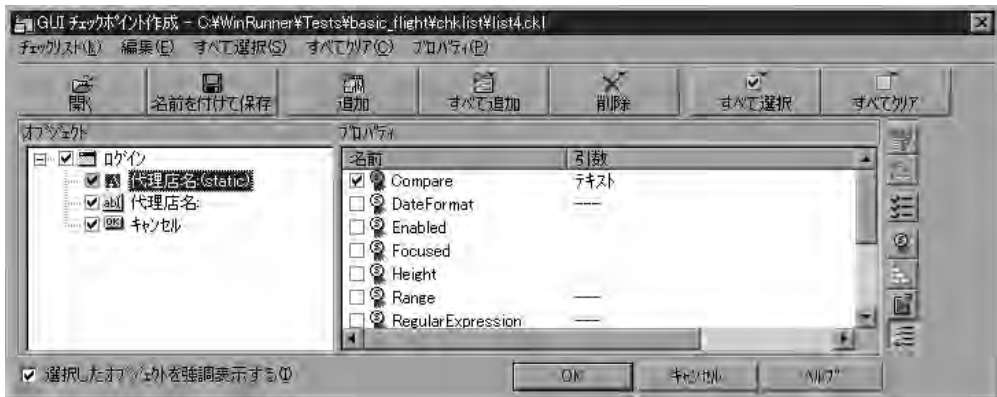 GUI チェックポイント作成 - C:¥WinRunner¥Tests¥basic_flight¥chklist¥list4.ckl
チェックリスト(L) 編集(E) すべて選択(S) すべてクリア(C) プロパティ(P)
開く 名前を付けて保存 追加 すべて追加 削除 すべて選択 すべてクリア
オブジェクト プロパティ
名前 引数
ログイン
代理店名:(static)
代理店名:
キャンセル
Compare テキスト
DateFormat ----
Enabled
Focused
Height
Range ----
RegularExpression ----
選択したオブジェクトを強調表示する(I)
OK キャンセル ヘルプ